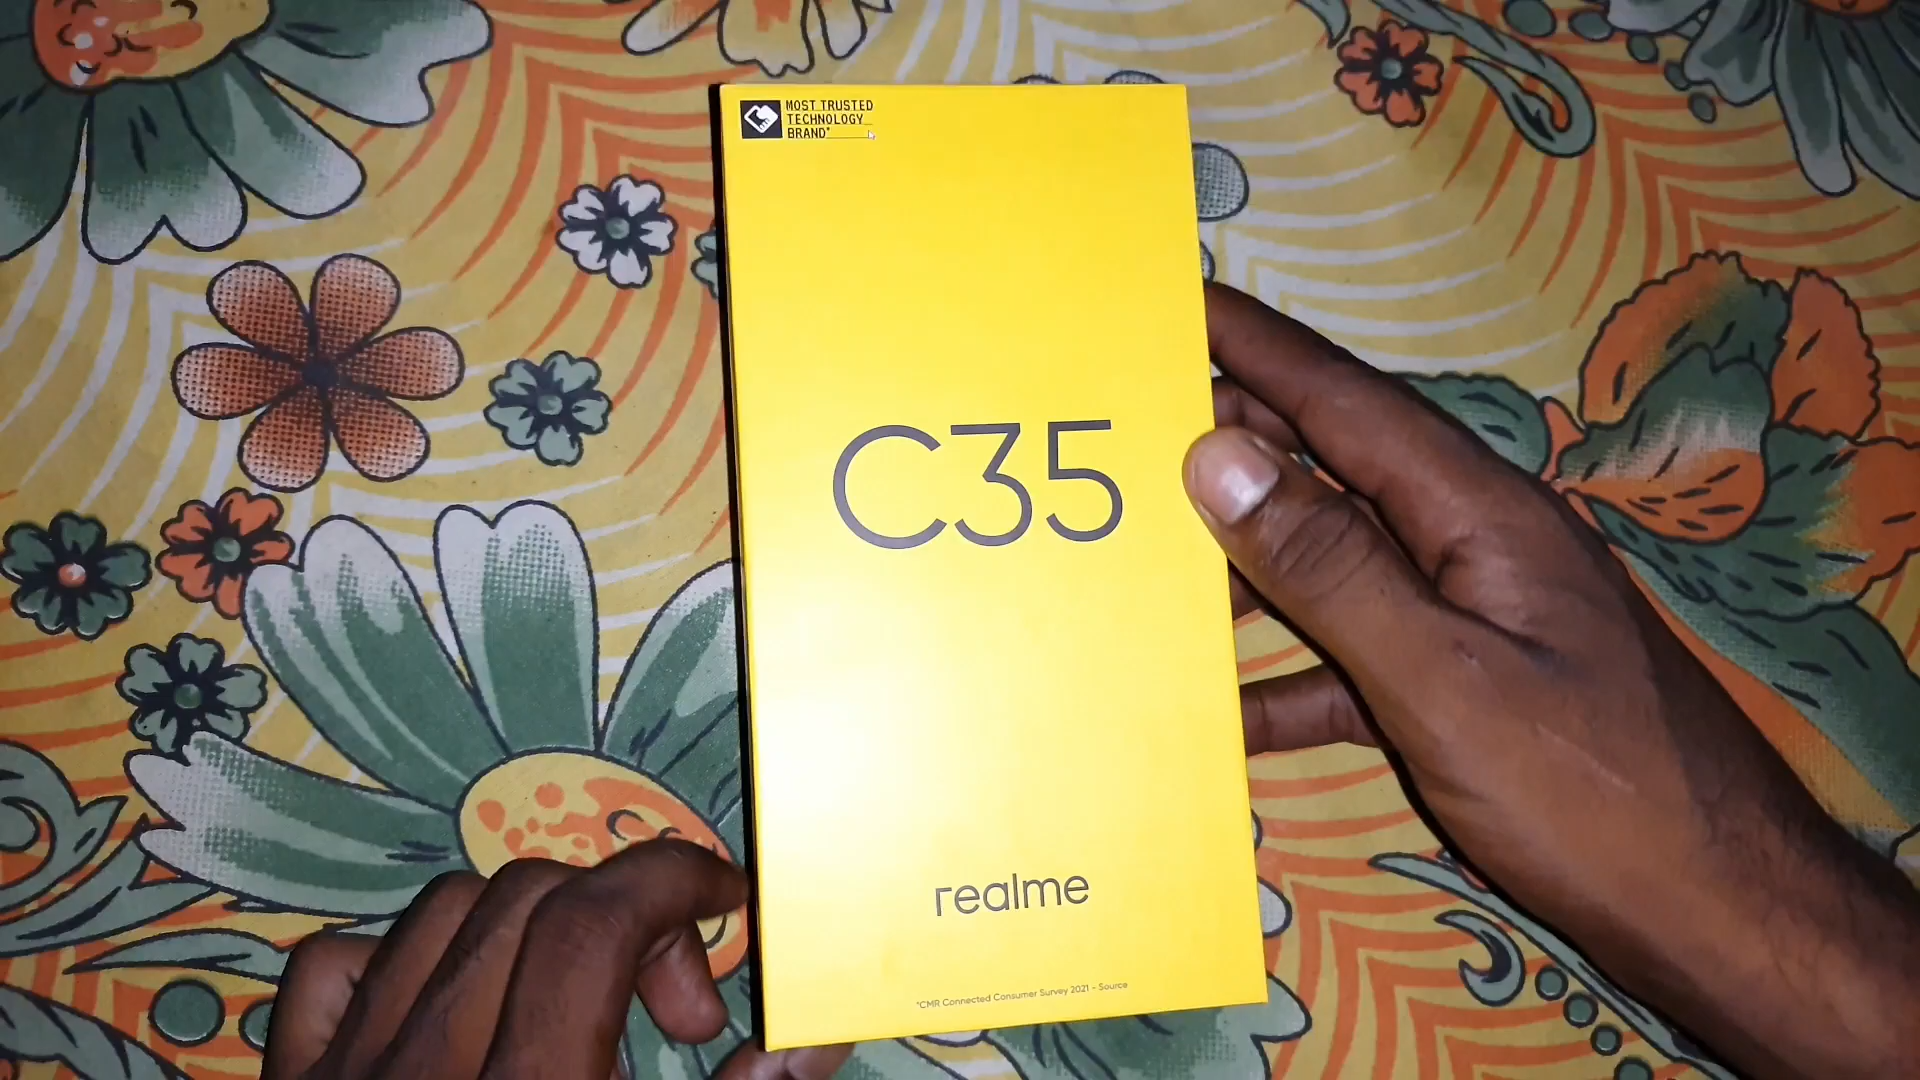 MOST TRUSTED
TECHNOLOGY
BRAND*
C35
realme
*CMR Connected Consumer Survey 2021 - Source